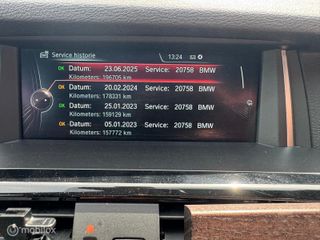 Service historie
13:24
OK Datum: 23.06.2025 Service: 20758 BMW
Kilometers: 196705 km
OK Datum: 20.02.2024 Service: 20758 BMW
Kilometers: 178331 km
OK Datum: 25.01.2023 Service: 20758 BMW
Kilometers: 159129 km
OK Datum: 5.01.2023 Service: 20758 BMW
Kilometers: 157772 km
mobilox